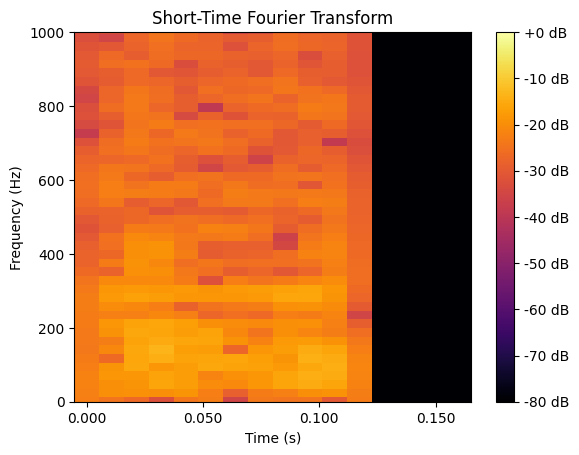 Short-Time Fourier Transform
1000
800
600
400
200
0
Frequency (Hz)
0.000
0.050
0.100
0.150
Time (s)
+0 dB
-10 dB
-20 dB
-30 dB
-40 dB
-50 dB
-60 dB
-70 dB
-80 dB